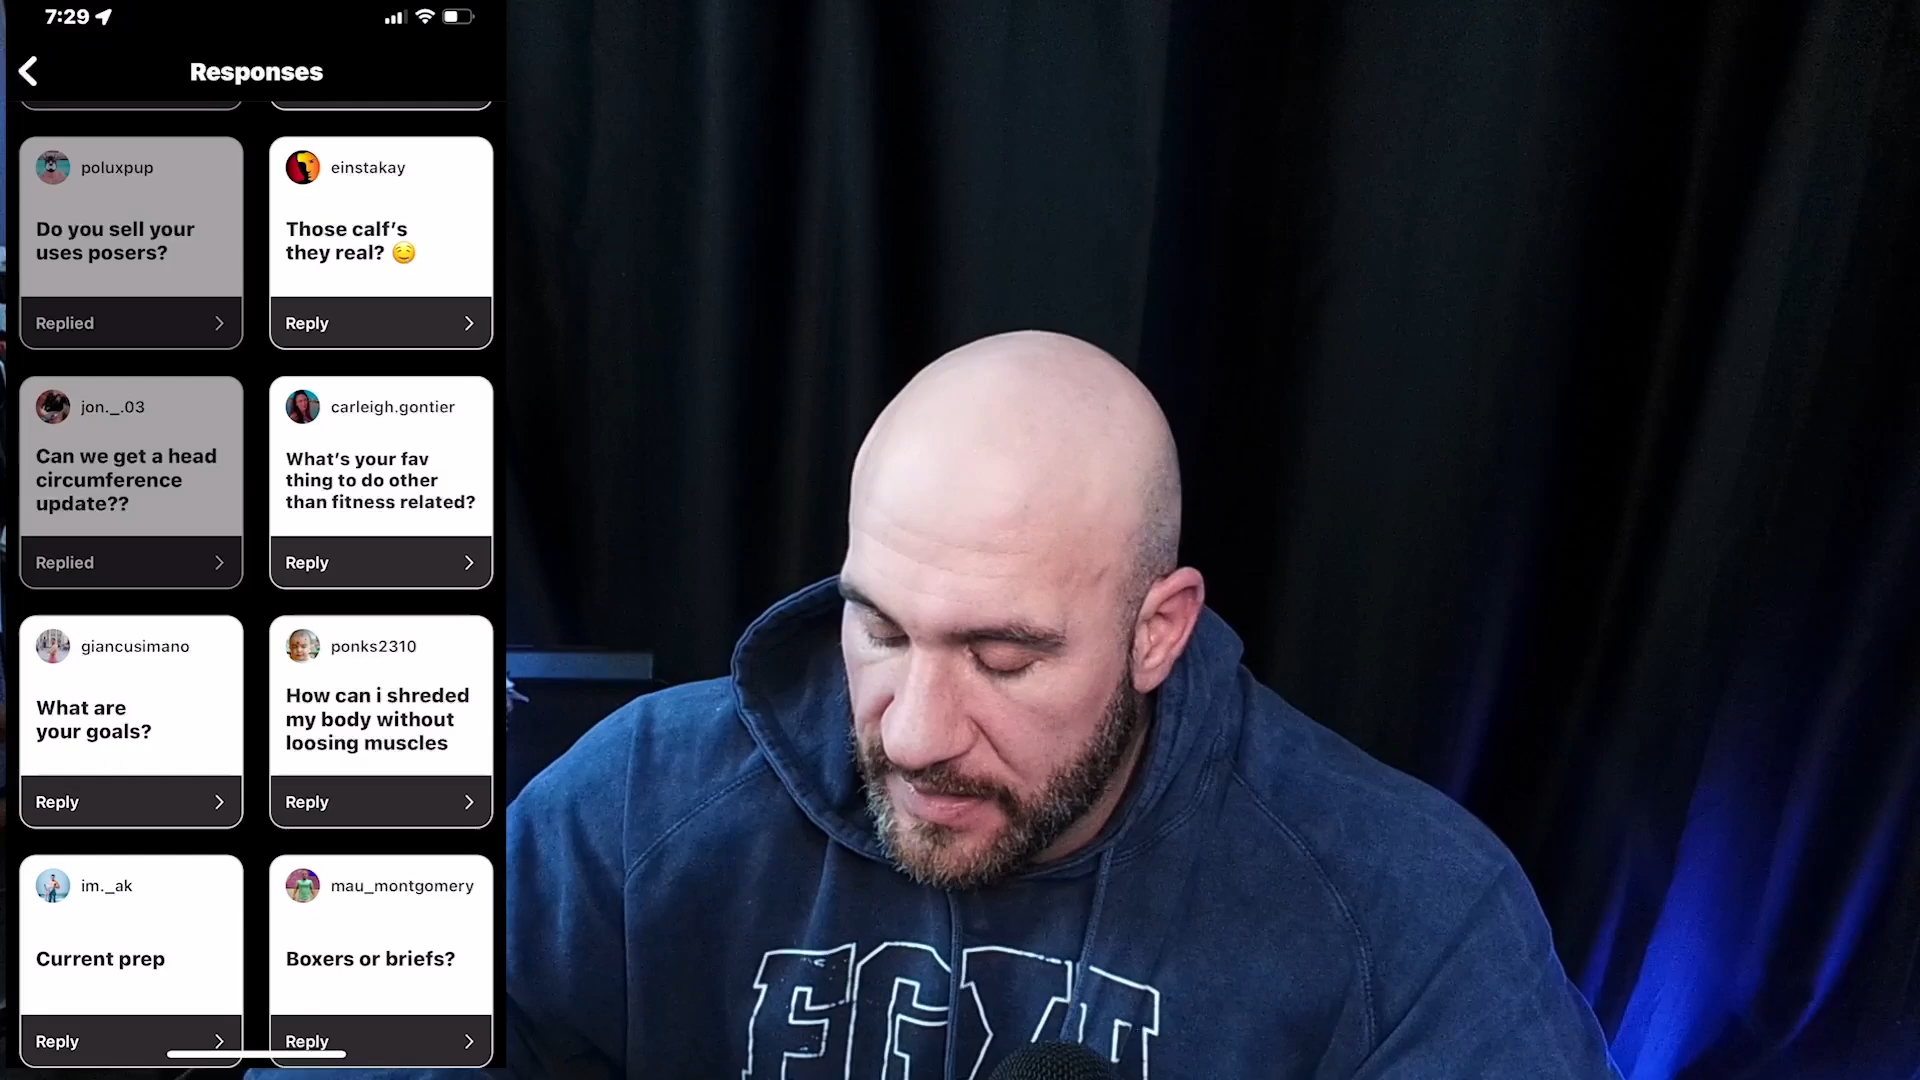 7:29
Responses
poluxpup
Do you sell your
uses posers?
Replied
einstakay
Those calf's
they real? ☺️
Reply
jon._.03
Can we get a head
circumference
update??
Replied
carleigh.gontier
What's your fav
thing to do other
than fitness related?
Reply
giancusimano
What are
your goals?
Reply
ponks2310
How can i shreded
my body without
loosing muscles
Reply
im._ak
Current prep
Reply
mau_montgomery
Boxers or briefs?
Reply